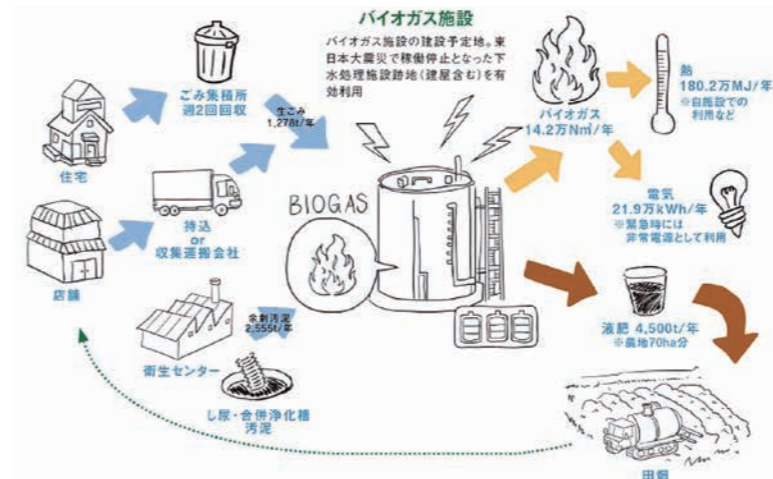 バイオガス施設
バイオガス施設の建設予定地。東
日本大震災で稼働停止となった下
水処理施設跡地(建屋含む)を有
効利用
ごみ集積所
週2回回収
生ごみ
1,278t/年
住宅
持込
or
収集運搬会社
店舗
BIOGAS
バイオガス
14.2万N㎥/年
熱
180.2万MJ/年
※自施設での
利用など
電気
21.9万kWh/年
※緊急時には
非常電源として利用
余剰汚泥
2,555t/年
衛生センター
し尿・合併浄化槽
汚泥
液肥 4,500t/年
※農地70ha分
田畑